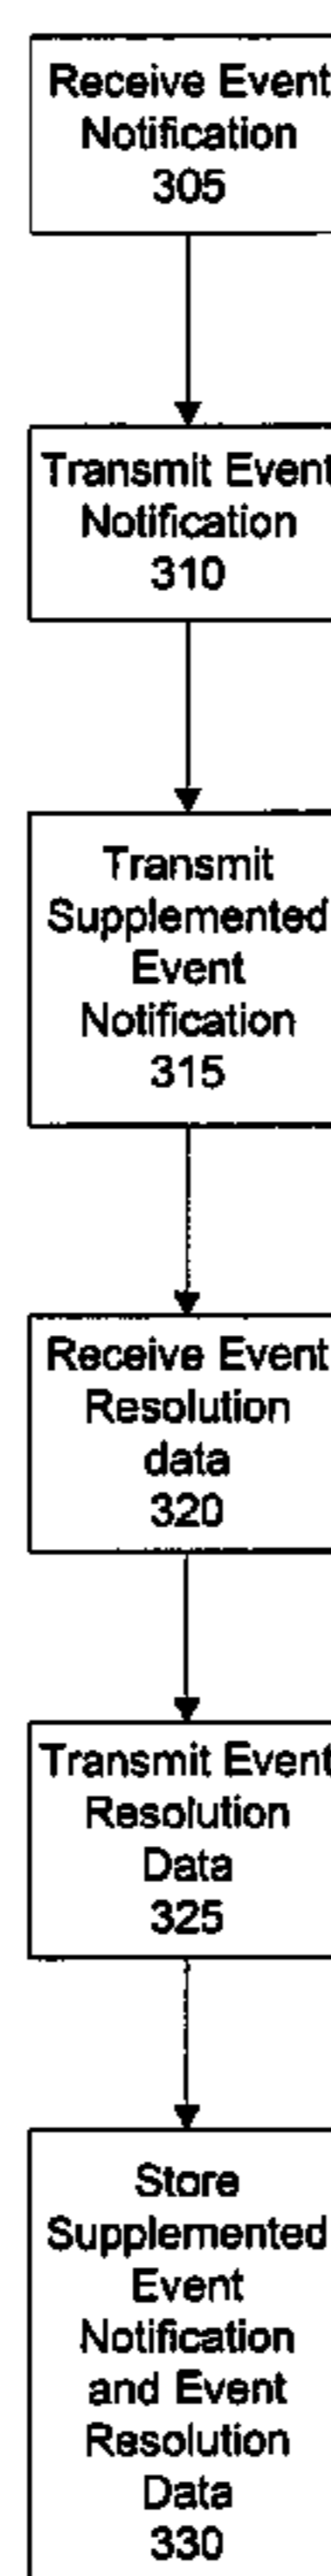 Receive Event
Notification
305
Transmit Event
Notification
310
Transmit
Supplemented
Event
Notification
315
Receive Event
Resolution
data
320
Transmit Event
Resolution
Data
325
Store
Supplemented
Event
Notification
and Event
Resolution
Data
330